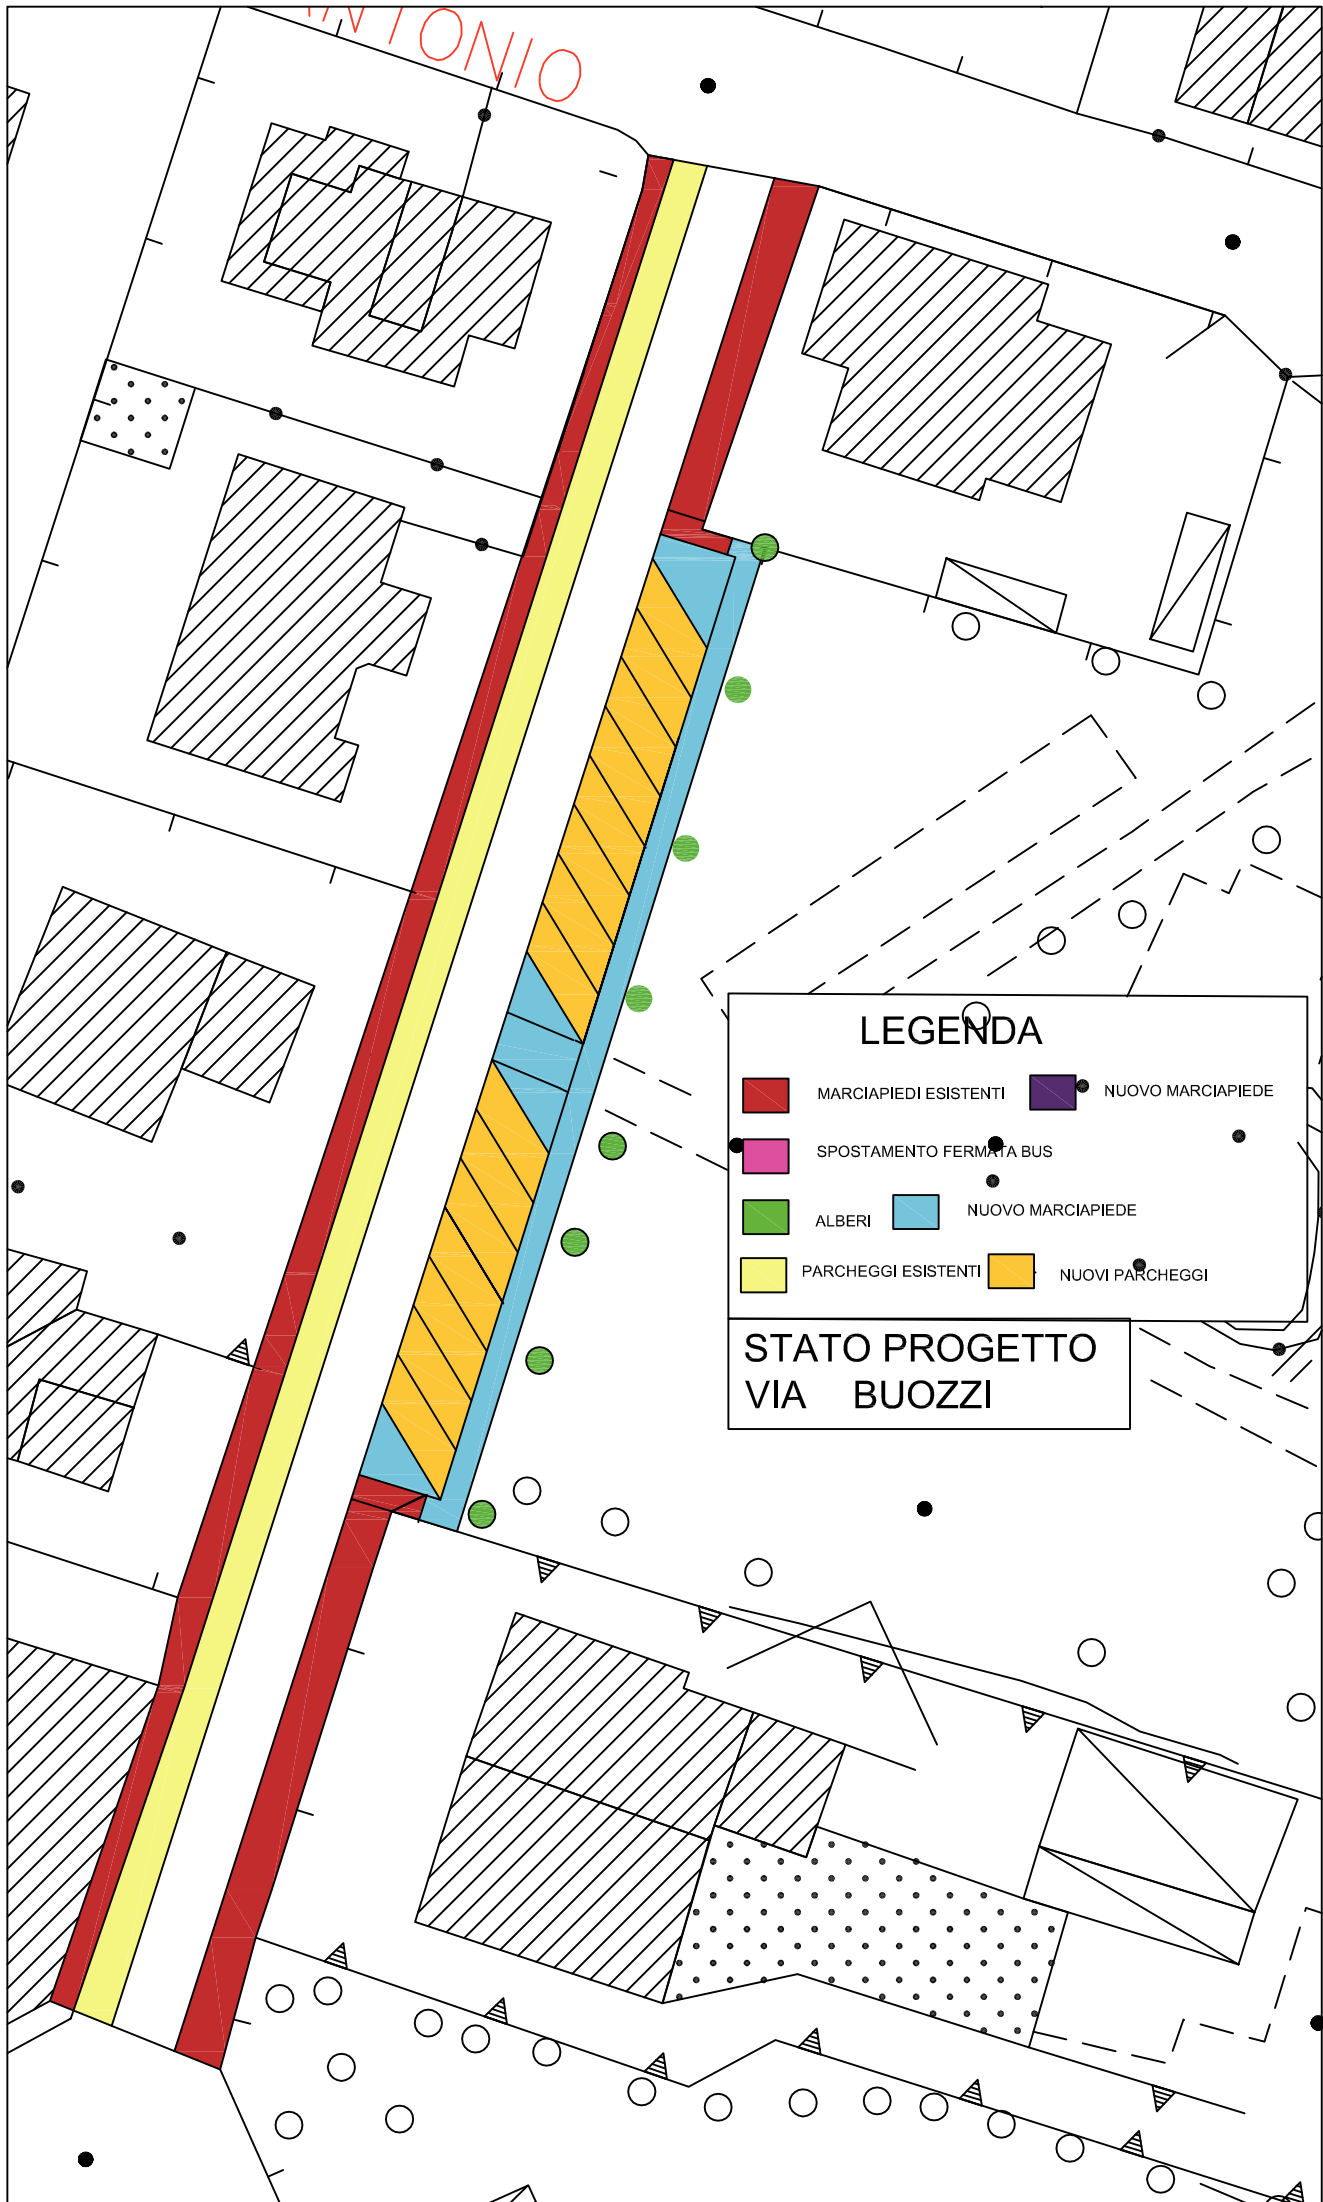 NTONIO
LEGENDA
MARCIAPIEDI ESISTENTI
NUOVO MARCIAPIEDE
SPOSTAMENTO FERMATA BUS
ALBERI
NUOVO MARCIAPIEDE
PARCHEGGI ESISTENTI
NUOVI PARCHEGGI
STATO PROGETTO
VIA BUOZZI